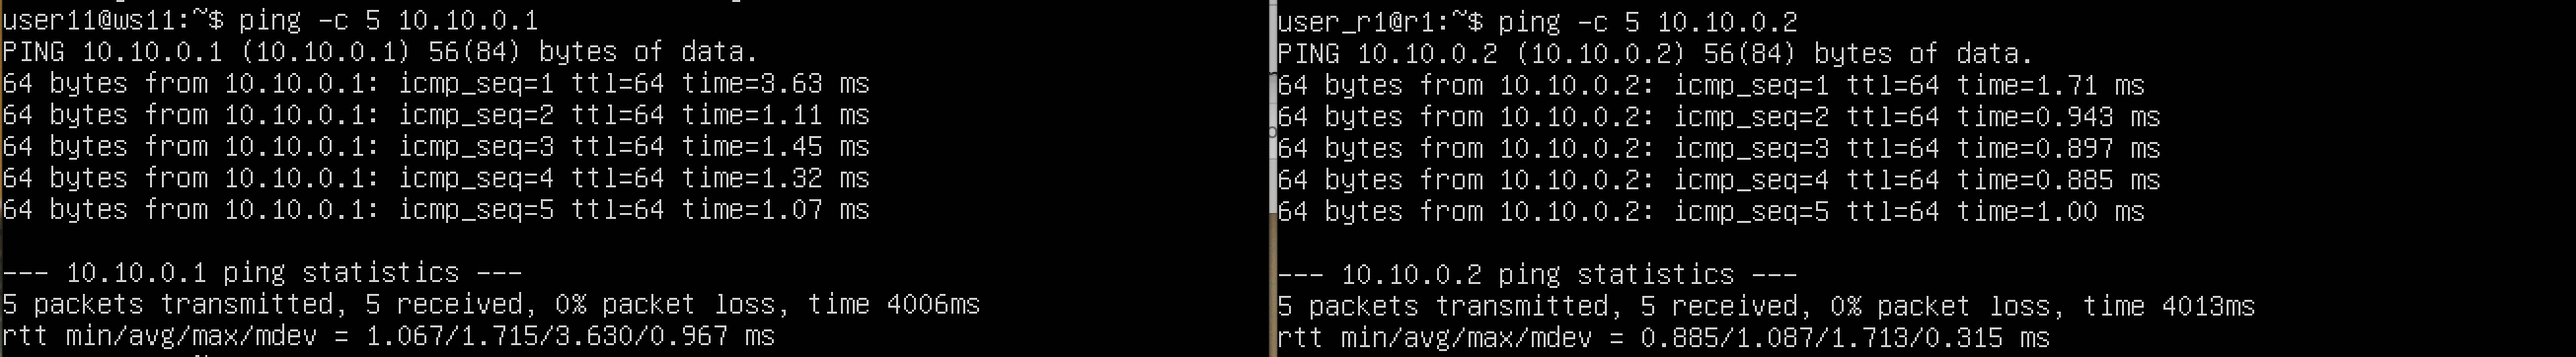 user11@ws11:~$ ping -c 5 10.10.0.1
PING 10.10.0.1 (10.10.0.1) 56(84) bytes of data.
64 bytes from 10.10.0.1: icmp_seq=1 ttl=64 time=3.63 ms
64 bytes from 10.10.0.1: icmp_seq=2 ttl=64 time=1.11 ms
64 bytes from 10.10.0.1: icmp_seq=3 ttl=64 time=1.45 ms
64 bytes from 10.10.0.1: icmp_seq=4 ttl=64 time=1.32 ms
64 bytes from 10.10.0.1: icmp_seq=5 ttl=64 time=1.07 ms
--- 10.10.0.1 ping statistics ---
5 packets transmitted, 5 received, 0% packet loss, time 4006ms
rtt min/avg/max/mdev = 1.067/1.715/3.630/0.967 ms
user_r1@r1:~$ ping -c 5 10.10.0.2
PING 10.10.0.2 (10.10.0.2) 56(84) bytes of data.
64 bytes from 10.10.0.2: icmp_seq=1 ttl=64 time=1.71 ms
64 bytes from 10.10.0.2: icmp_seq=2 ttl=64 time=0.943 ms
64 bytes from 10.10.0.2: icmp_seq=3 ttl=64 time=0.897 ms
64 bytes from 10.10.0.2: icmp_seq=4 ttl=64 time=0.885 ms
64 bytes from 10.10.0.2: icmp_seq=5 ttl=64 time=1.00 ms
--- 10.10.0.2 ping statistics ---
5 packets transmitted, 5 received, 0% packet loss, time 4013ms
rtt min/avg/max/mdev = 0.885/1.087/1.713/0.315 ms